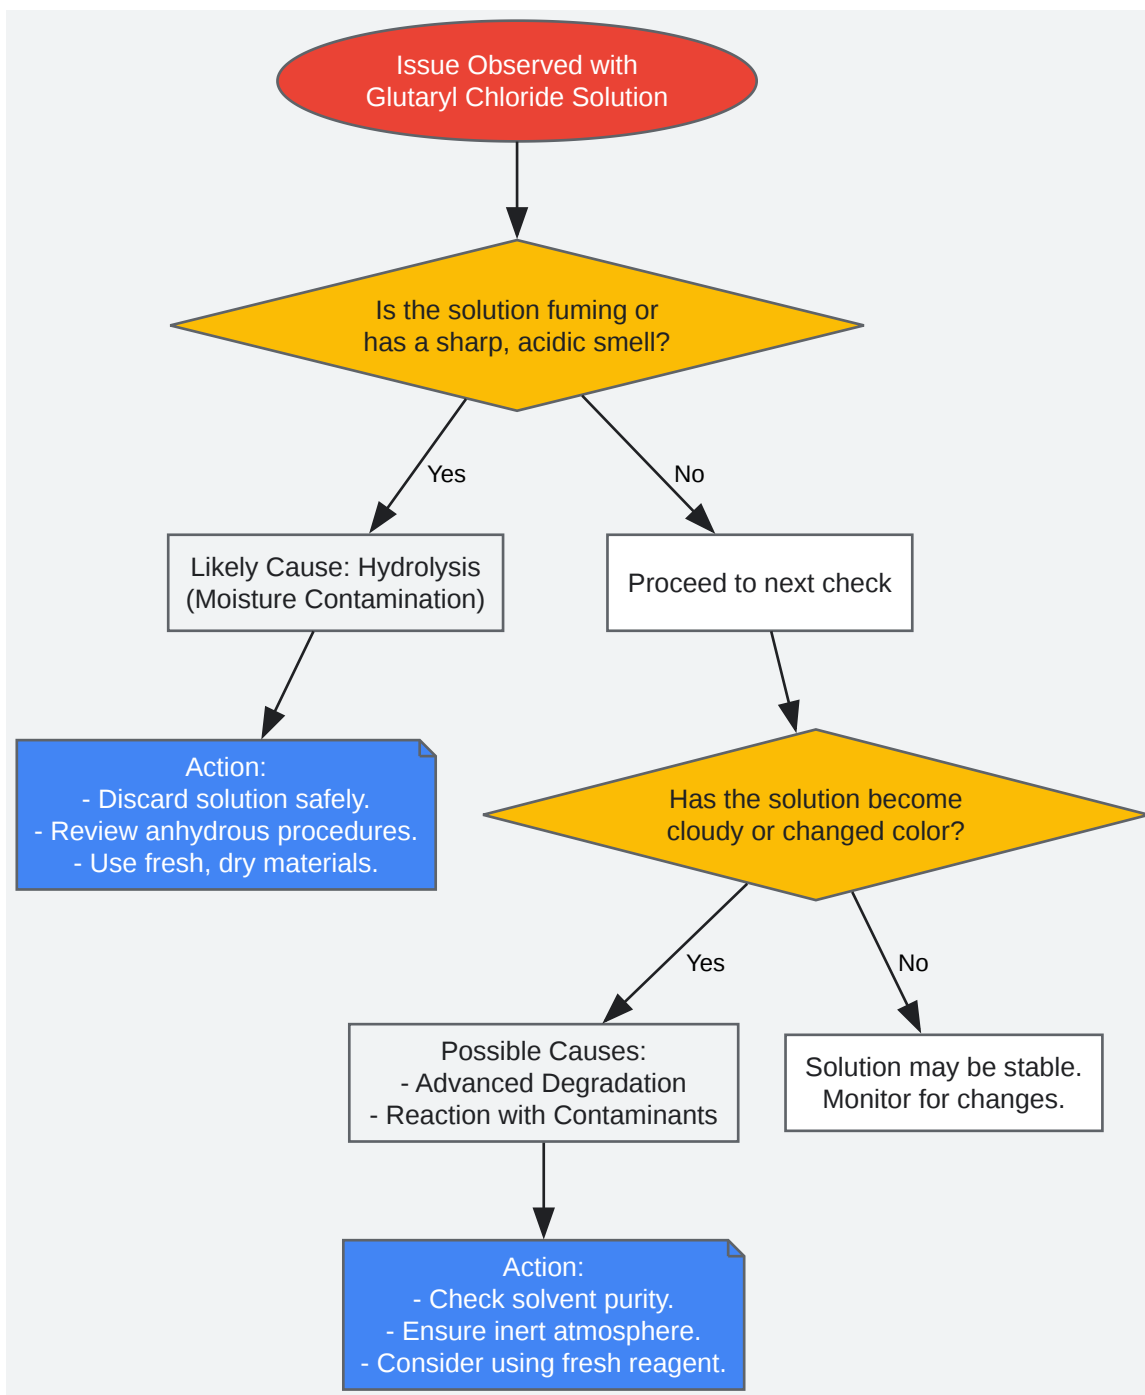 Issue Observed with
Glutaryl Chloride Solution
Is the solution fuming or
has a sharp, acidic smell?
Yes
No
Likely Cause: Hydrolysis
(Moisture Contamination)
Proceed to next check
Action:
- Discard solution safely.
- Review anhydrous procedures.
- Use fresh, dry materials.
Has the solution become
cloudy or changed color?
Yes
No
Possible Causes:
- Advanced Degradation
- Reaction with Contaminants
Solution may be stable.
Monitor for changes.
Action:
- Check solvent purity.
- Ensure inert atmosphere.
- Consider using fresh reagent.